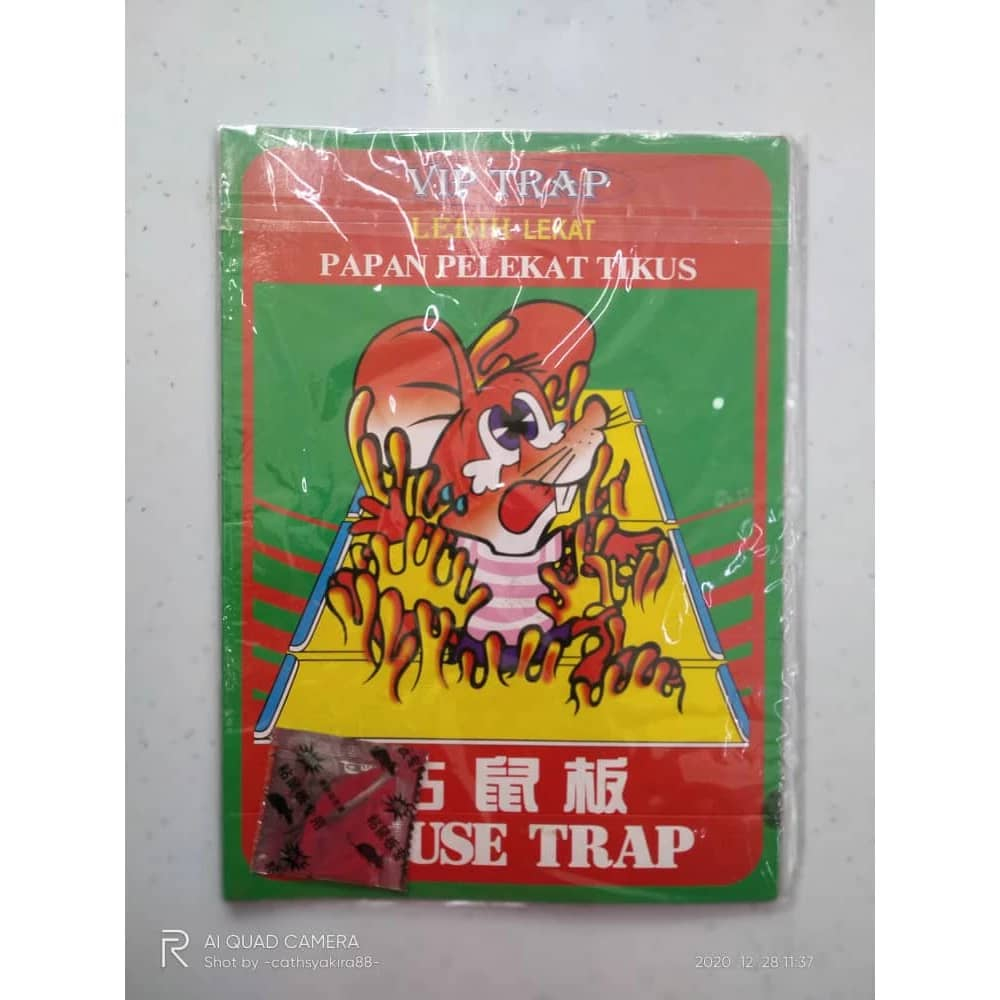 VIP TRAP
LEBIH LEKAT
PAPAN PELEKAT TIKUS
鼠板
USE TRAP
AI QUAD CAMERA
Shot by -cathsyakira88-
2020 12 28 11:37